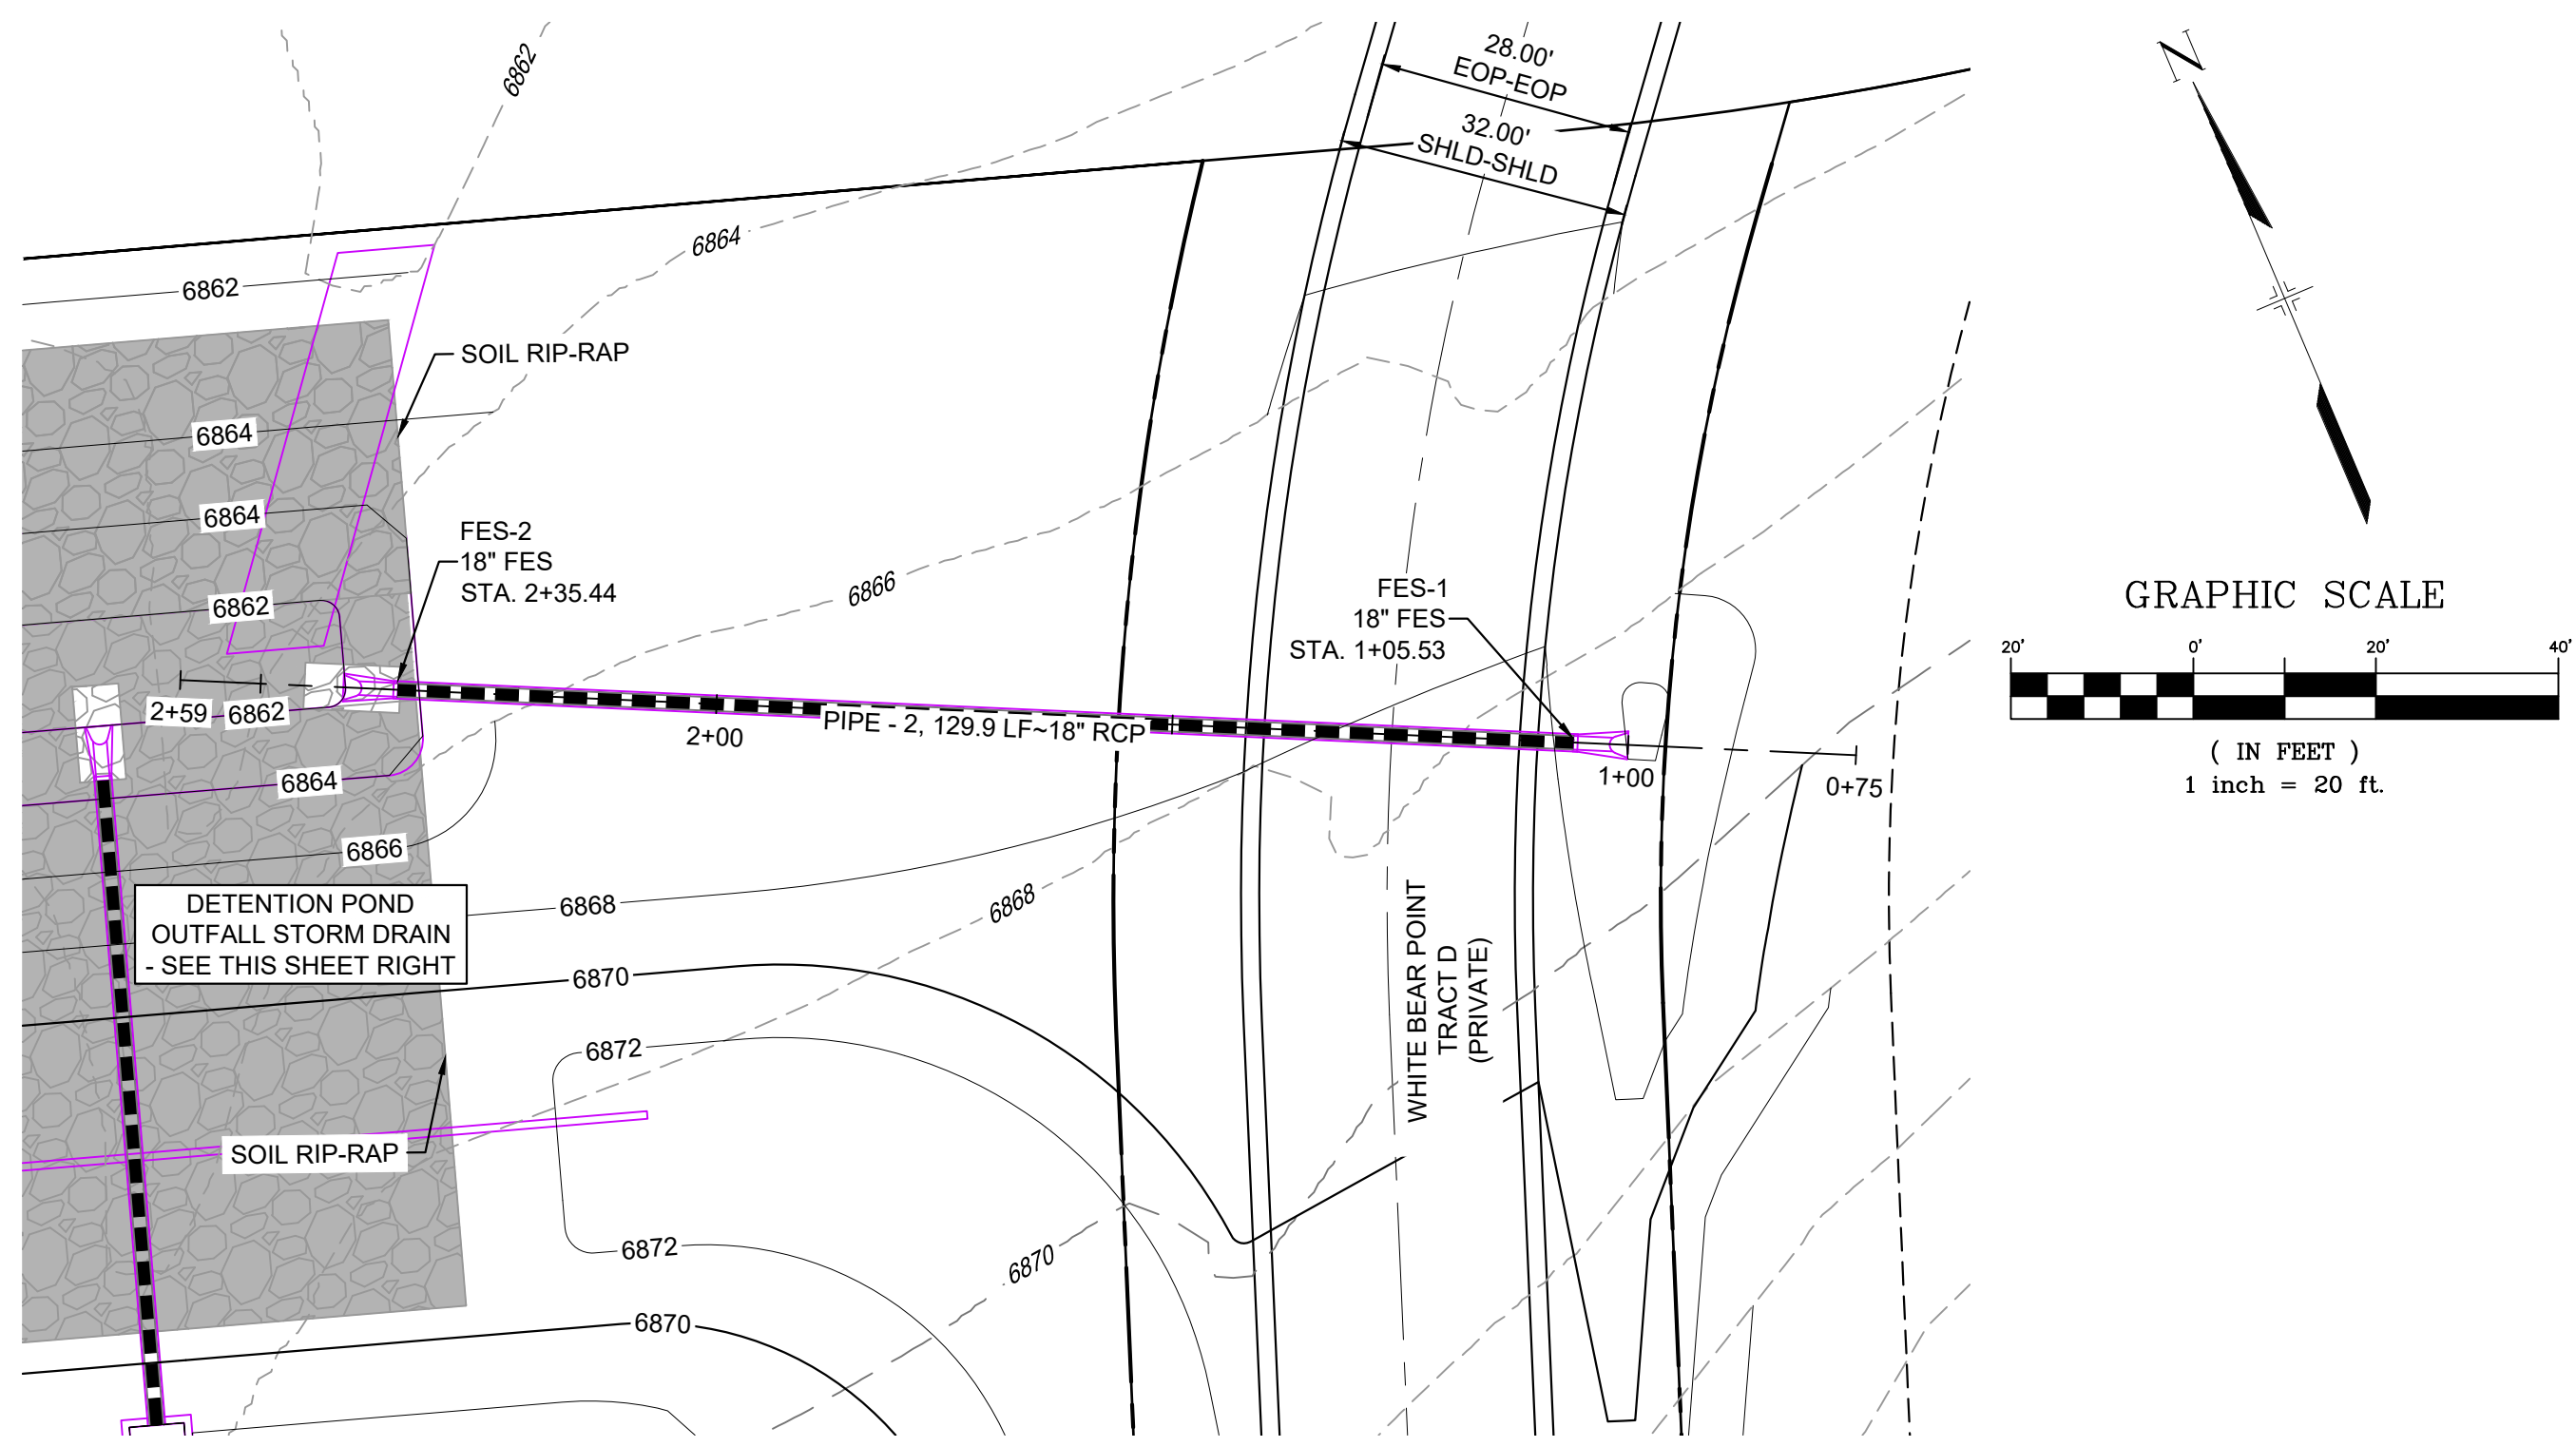 28.00'
EOP-EOP
32.00'
SHLD-SHLD
N
6862
6864
6862
SOIL RIP-RAP
6864
6864
FES-2
18" FES
STA. 2+35.44
6862
6866
FES-1
18" FES
STA. 1+05.53
GRAPHIC SCALE
20'
0'
20'
40'
( IN FEET )
1 inch = 20 ft.
2+59
6862
2+00
PIPE - 2, 129.9 LF~18" RCP
1+00
0+75
6864
6866
DETENTION POND
OUTFALL STORM DRAIN
- SEE THIS SHEET RIGHT
6868
6868
6870
WHITE BEAR POINT
TRACT D
(PRIVATE)
6872
SOIL RIP-RAP
6872
6870
6870